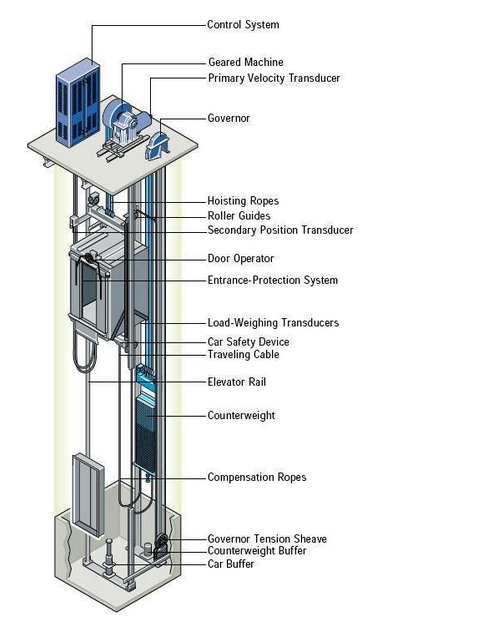 Control System
Geared Machine
Primary Velocity Transducer
Governor
Hoisting Ropes
Roller Guides
Secondary Position Transducer
Door Operator
Entrance-Protection System
Load-Weighing Transducers
Car Safety Device
Traveling Cable
Elevator Rail
Counterweight
Compensation Ropes
Governor Tension Sheave
Counterweight Buffer
Car Buffer